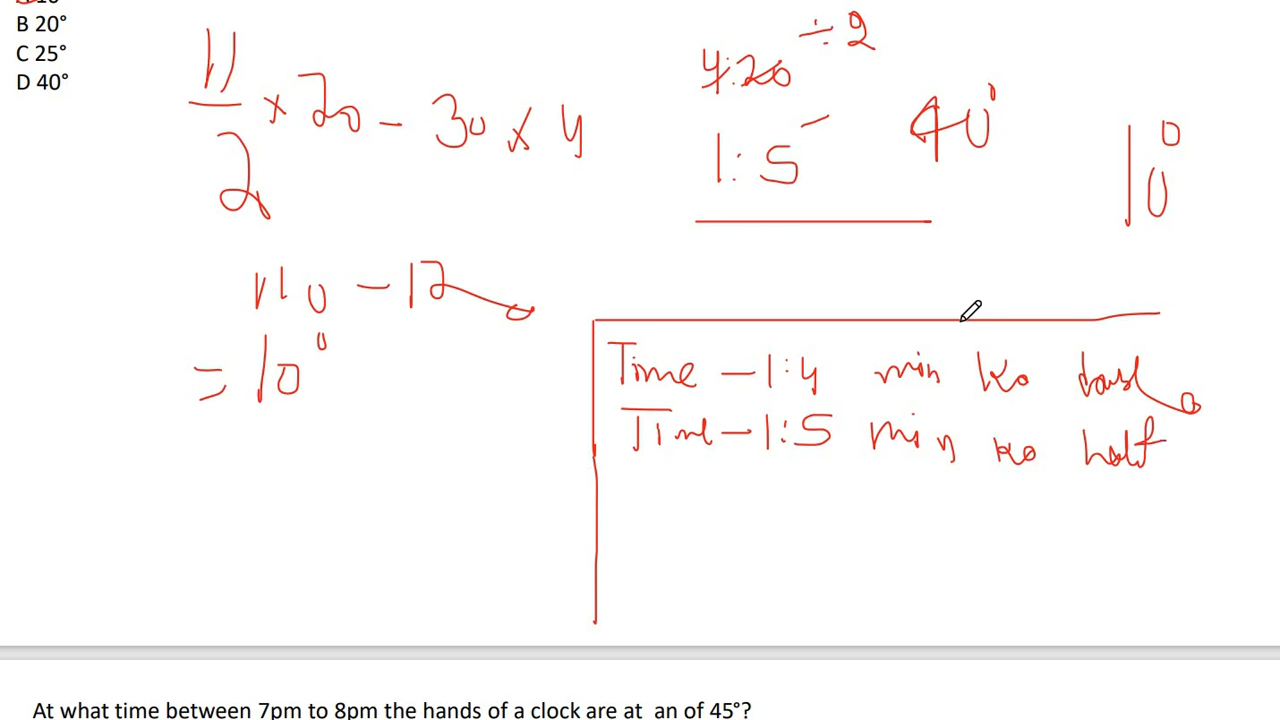 B 20°
C 25°
D 40°
11/2 × 20 - 30 × 4
4:20 ÷ 2
1:5
40°
10°
110 - 120
= 10°
Time - 1:4 min ko
Time - 1:5 min ko half
At what time between 7pm to 8pm the hands of a clock are at an of 45°?